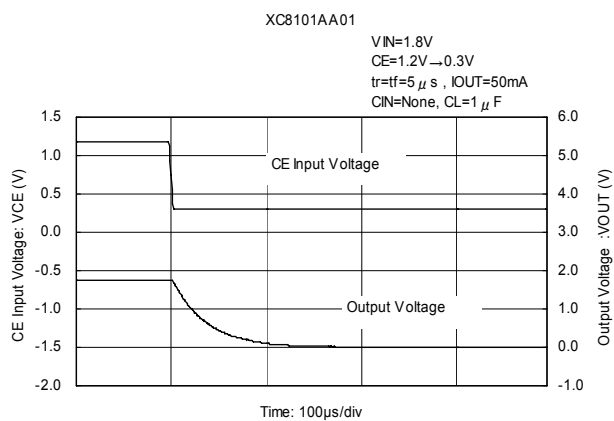 XC8101AA01
VIN=1.8V
CE=1.2V→0.3V
tr=tf=5 μ s , IOUT=50mA
CIN=None, CL=1 μ F
CE Input Voltage: VCE (V)
1.5
1.0
0.5
0.0
-0.5
-1.0
-1.5
-2.0
CE Input Voltage
Output Voltage
6.0
5.0
4.0
3.0
2.0
1.0
0.0
-1.0
Output Voltage :VOUT (V)
Time: 100μs/div